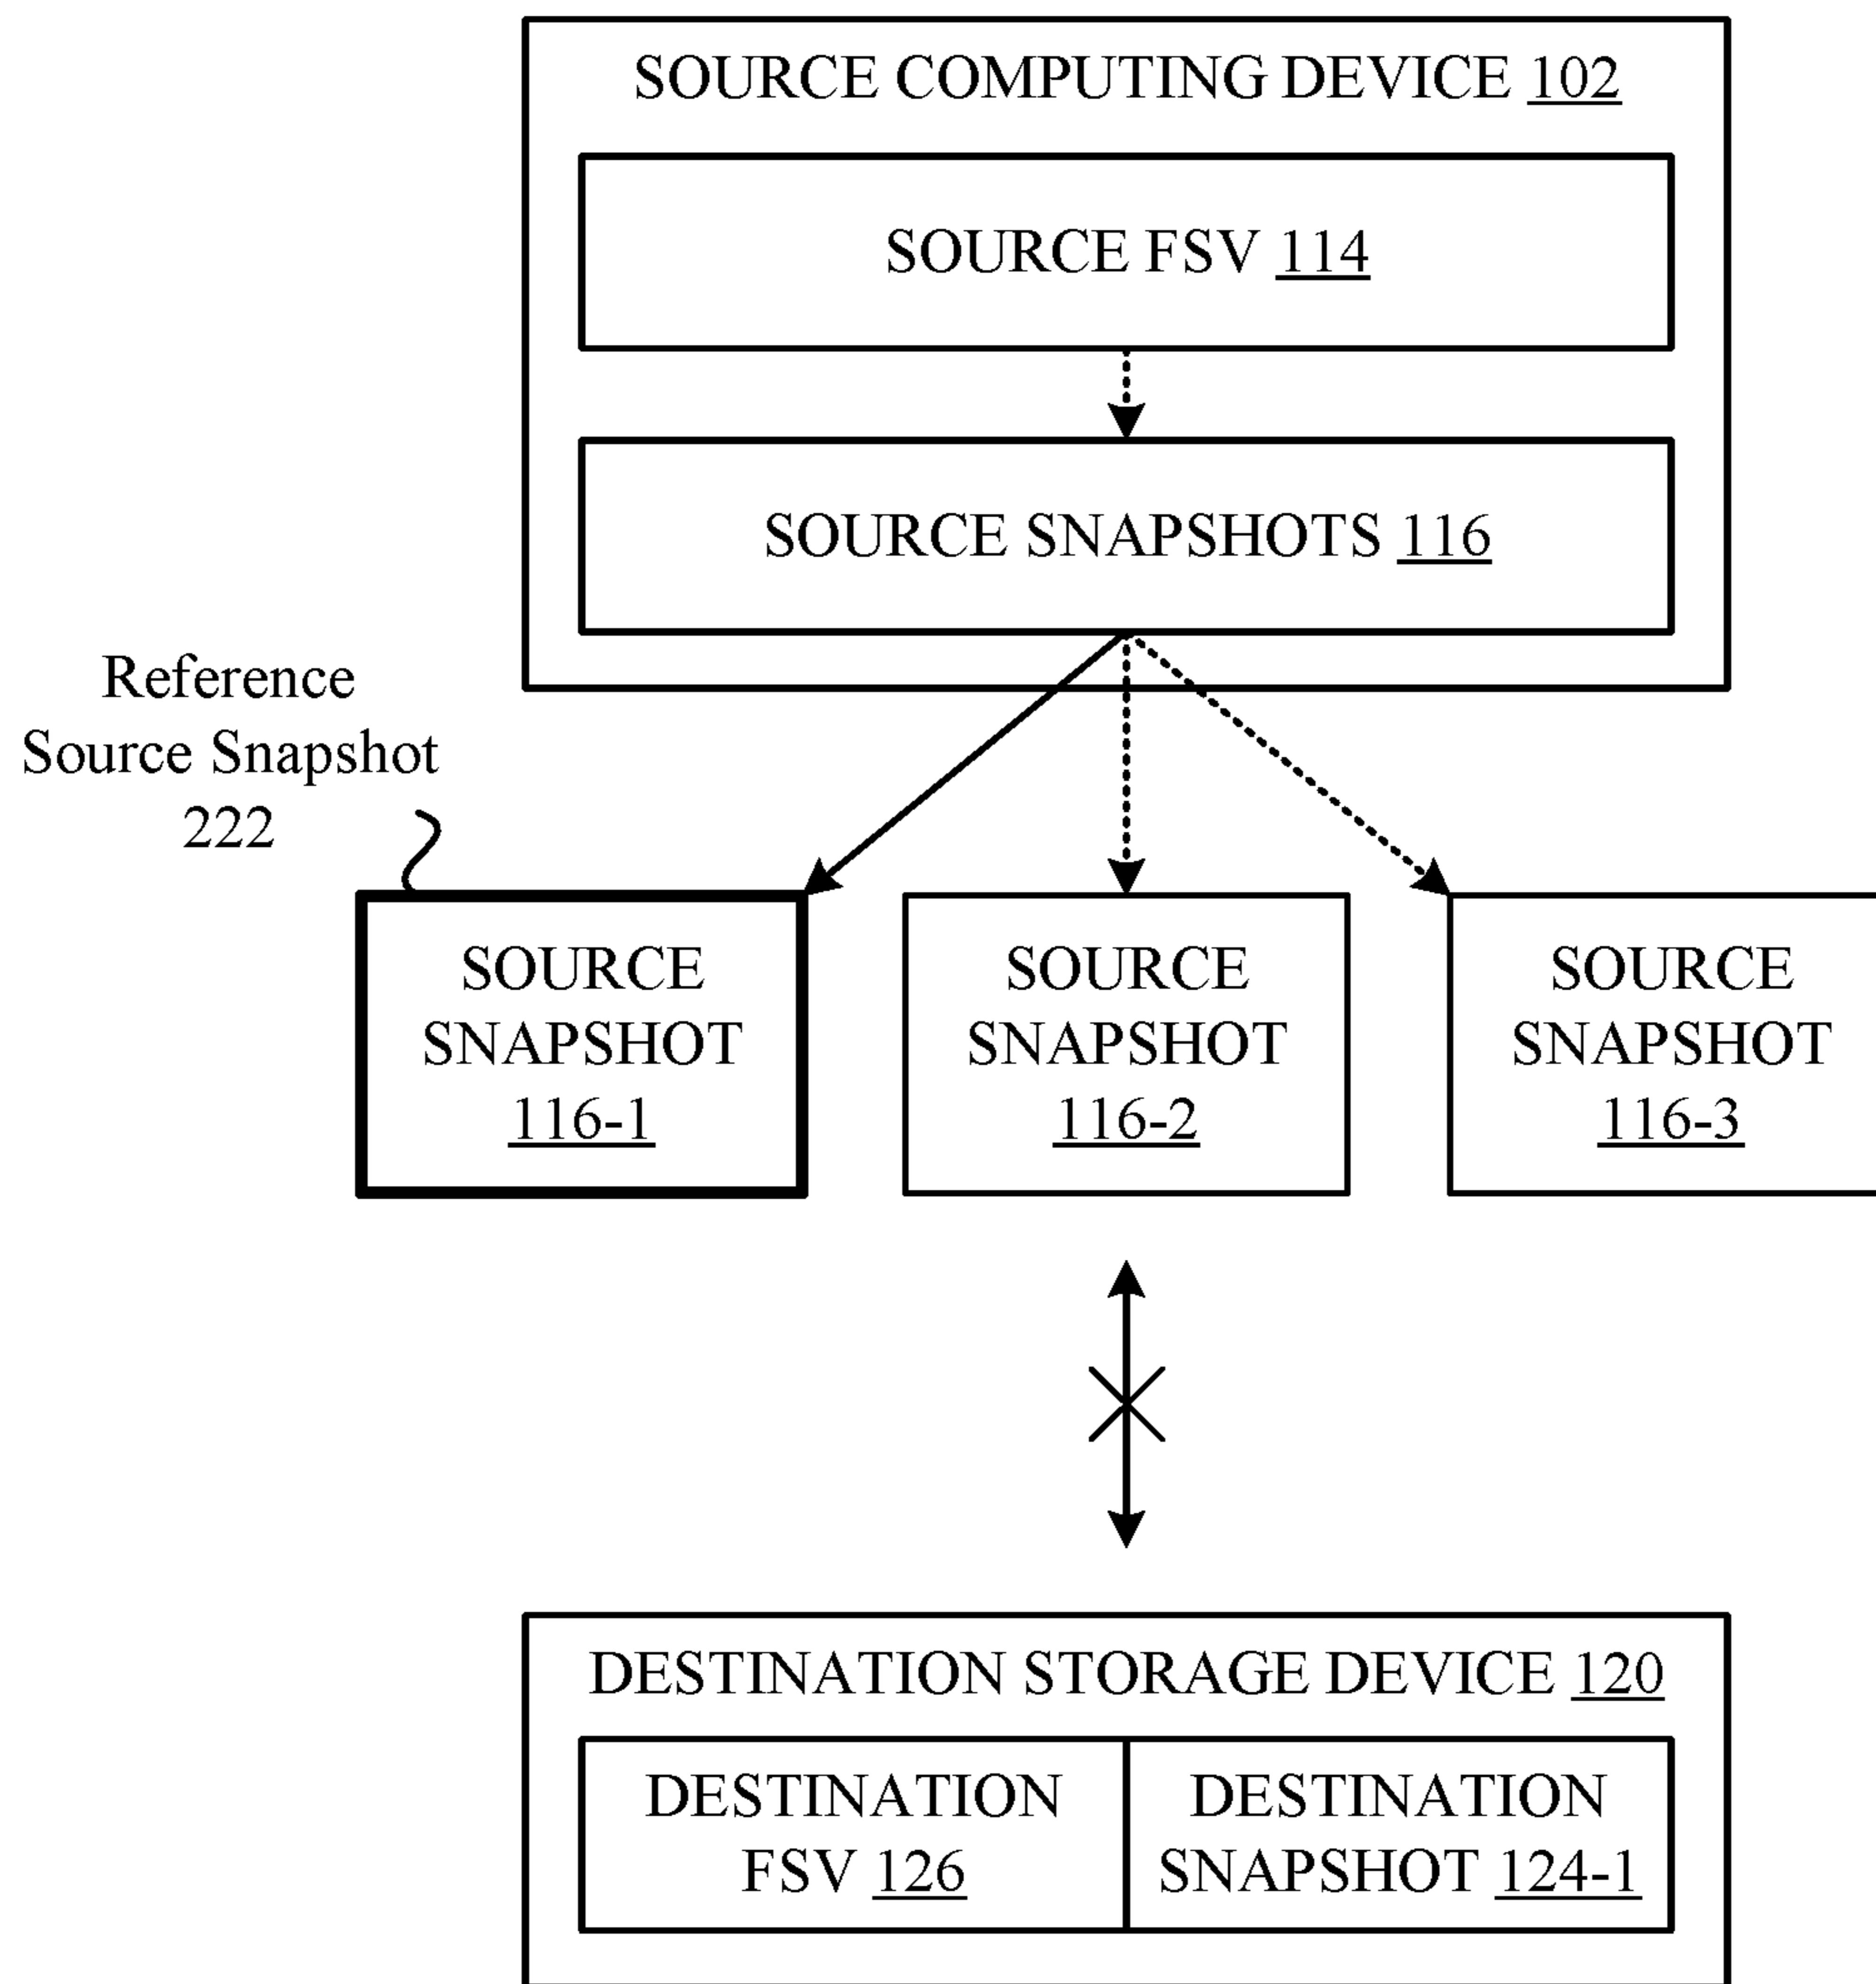 SOURCE COMPUTING DEVICE 102
SOURCE FSV 114
SOURCE SNAPSHOTS 116
Reference
Source Snapshot
222
SOURCE
SNAPSHOT
116-1
SOURCE
SNAPSHOT
116-2
SOURCE
SNAPSHOT
116-3
DESTINATION STORAGE DEVICE 120
DESTINATION
FSV 126
DESTINATION
SNAPSHOT 124-1